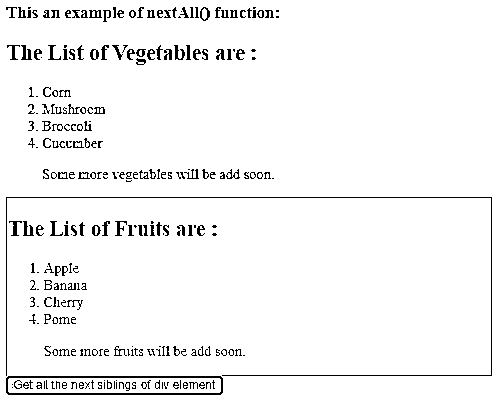 This an example of nextAll() function:
The List of Vegetables are :
1. Corn
2. Mushroom
3. Broccoli
4. Cucumber
Some more vegetables will be add soon.
The List of Fruits are :
1. Apple
2. Banana
3. Cherry
4. Pome
Some more fruits will be add soon.
Get all the next siblings of div element